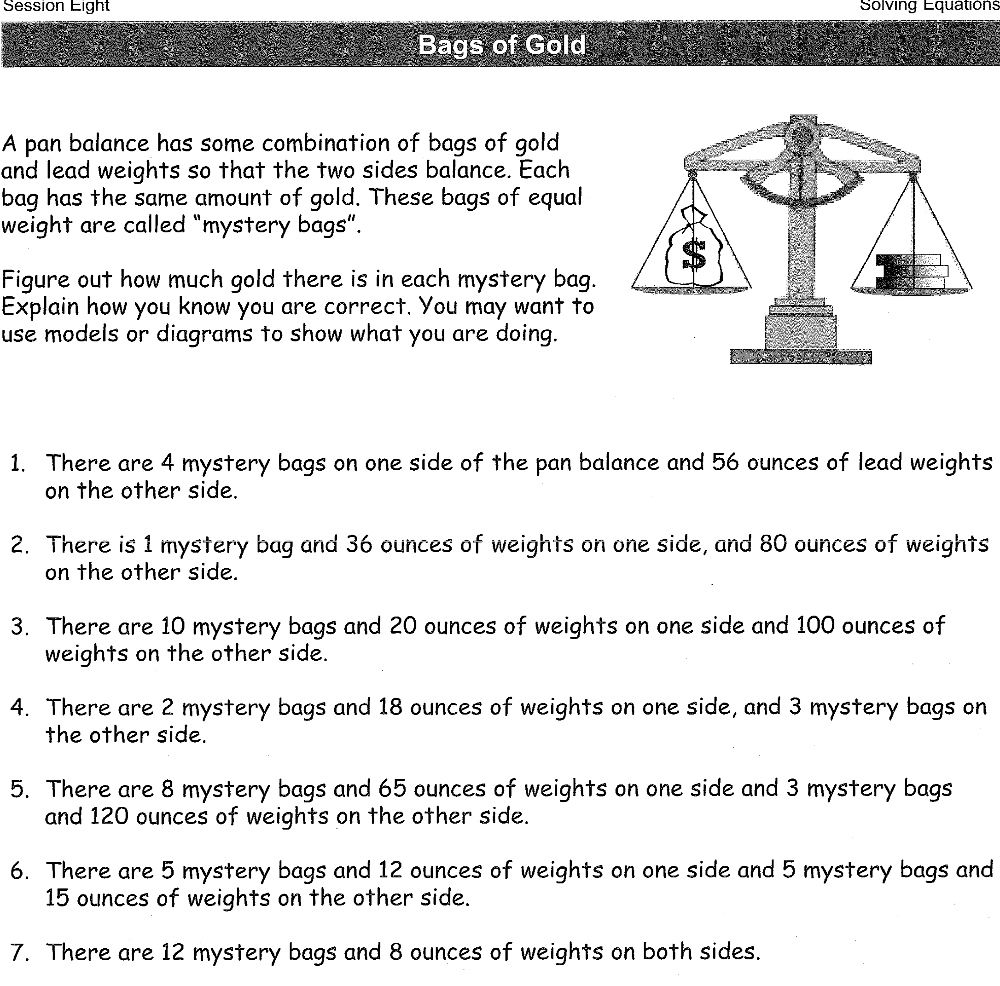 Session Eight
Solving Equations
Bags of Gold
A pan balance has some combination of bags of gold
and lead weights so that the two sides balance. Each
bag has the same amount of gold. These bags of equal
weight are called "mystery bags".
Figure out how much gold there is in each mystery bag.
Explain how you know you are correct. You may want to
use models or diagrams to show what you are doing.
$
1. There are 4 mystery bags on one side of the pan balance and 56 ounces of lead weights
on the other side.
2. There is 1 mystery bag and 36 ounces of weights on one side, and 80 ounces of weights
on the other side.
3. There are 10 mystery bags and 20 ounces of weights on one side and 100 ounces of
weights on the other side.
4. There are 2 mystery bags and 18 ounces of weights on one side, and 3 mystery bags on
the other side.
5. There are 8 mystery bags and 65 ounces of weights on one side and 3 mystery bags
and 120 ounces of weights on the other side.
6. There are 5 mystery bags and 12 ounces of weights on one side and 5 mystery bags and
15 ounces of weights on the other side.
7. There are 12 mystery bags and 8 ounces of weights on both sides.